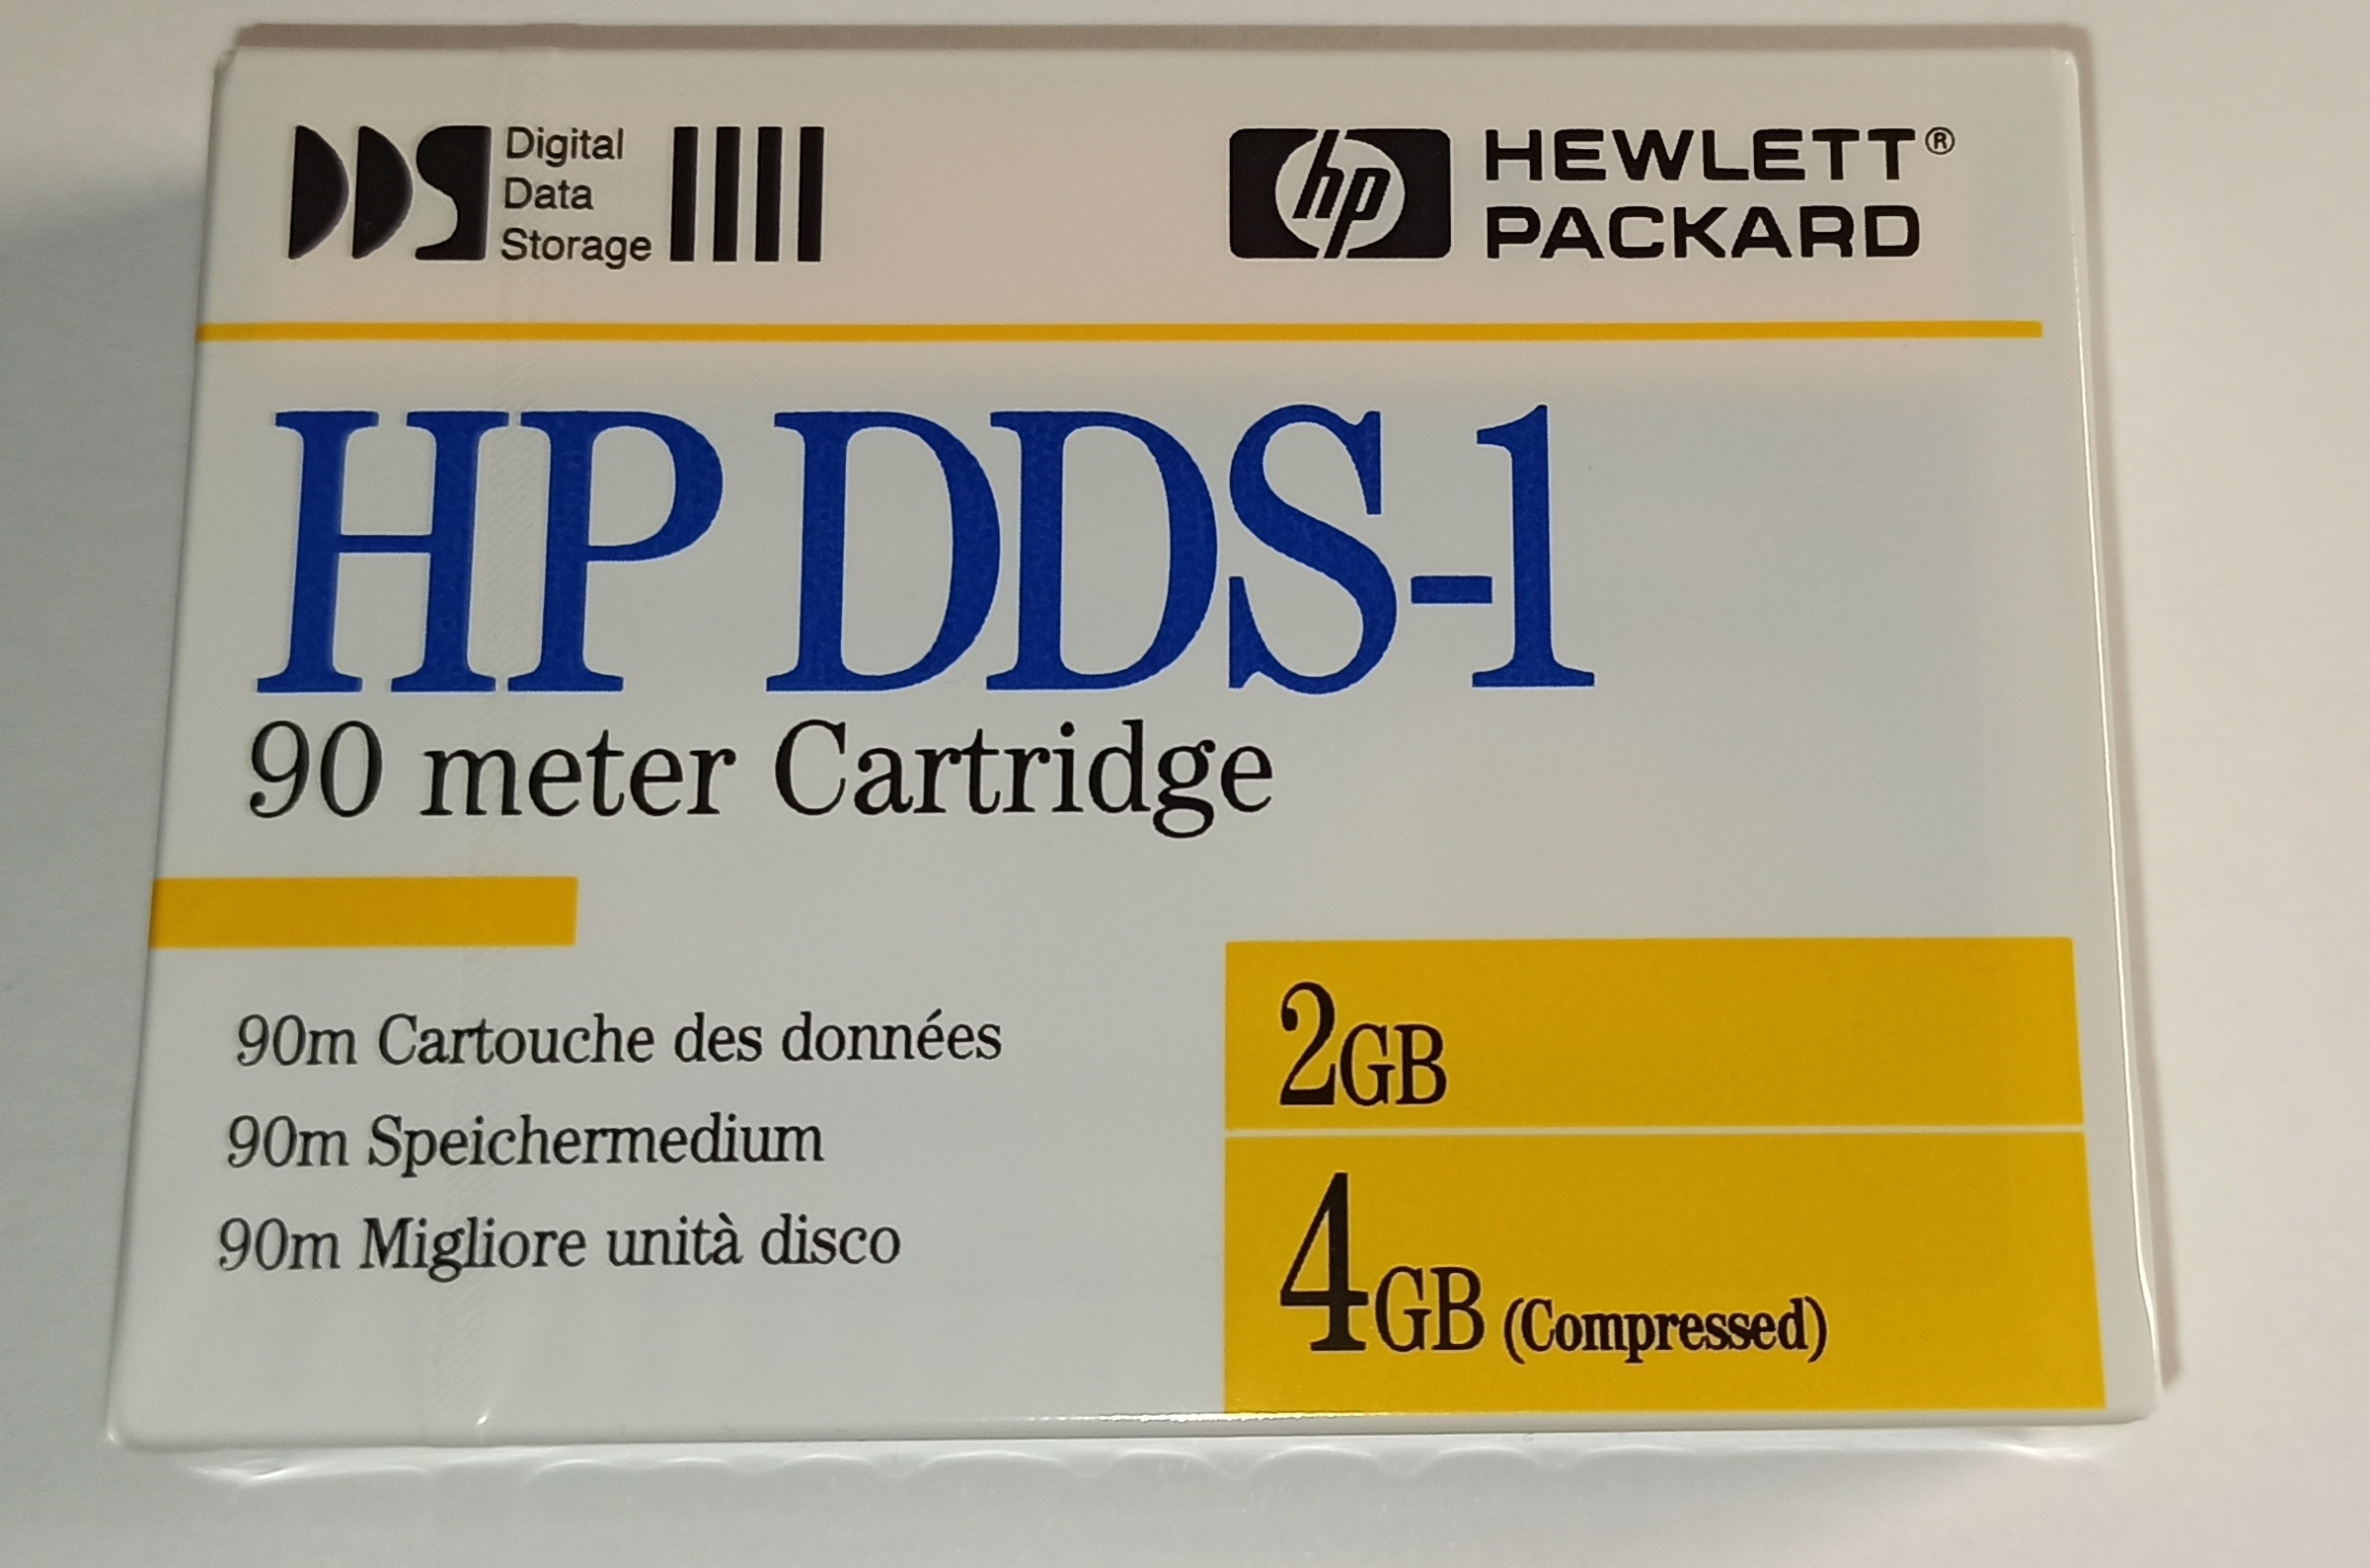 DDS Digital
Data
Storage
hp HEWLETT®
PACKARD
HP DDS-1
90 meter Cartridge
90m Cartouche des données
90m Speichermedium
90m Migliore unità disco
2GB
4GB (Compressed)